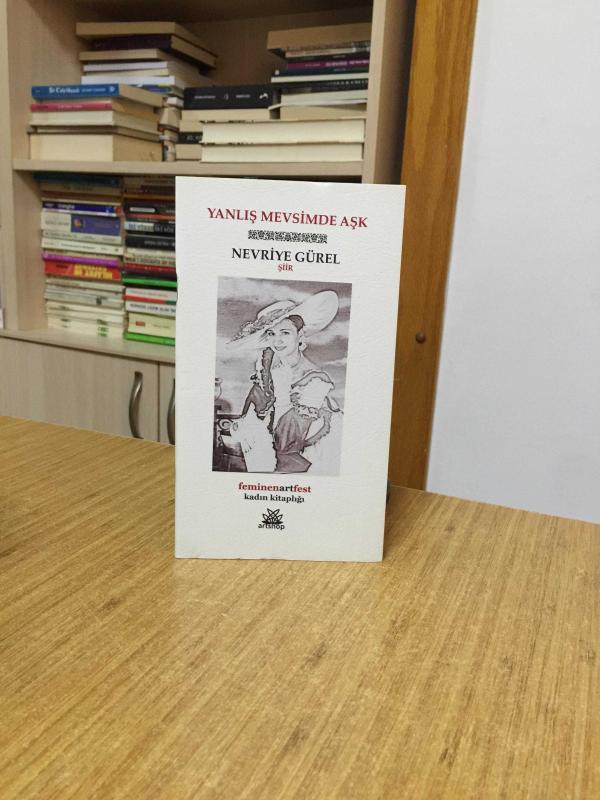 YANLIŞ MEVSİMDE AŞK
NEVRİYE GÜREL
ŞİİR
feminenartfest
kadın kitaplığı
artshop